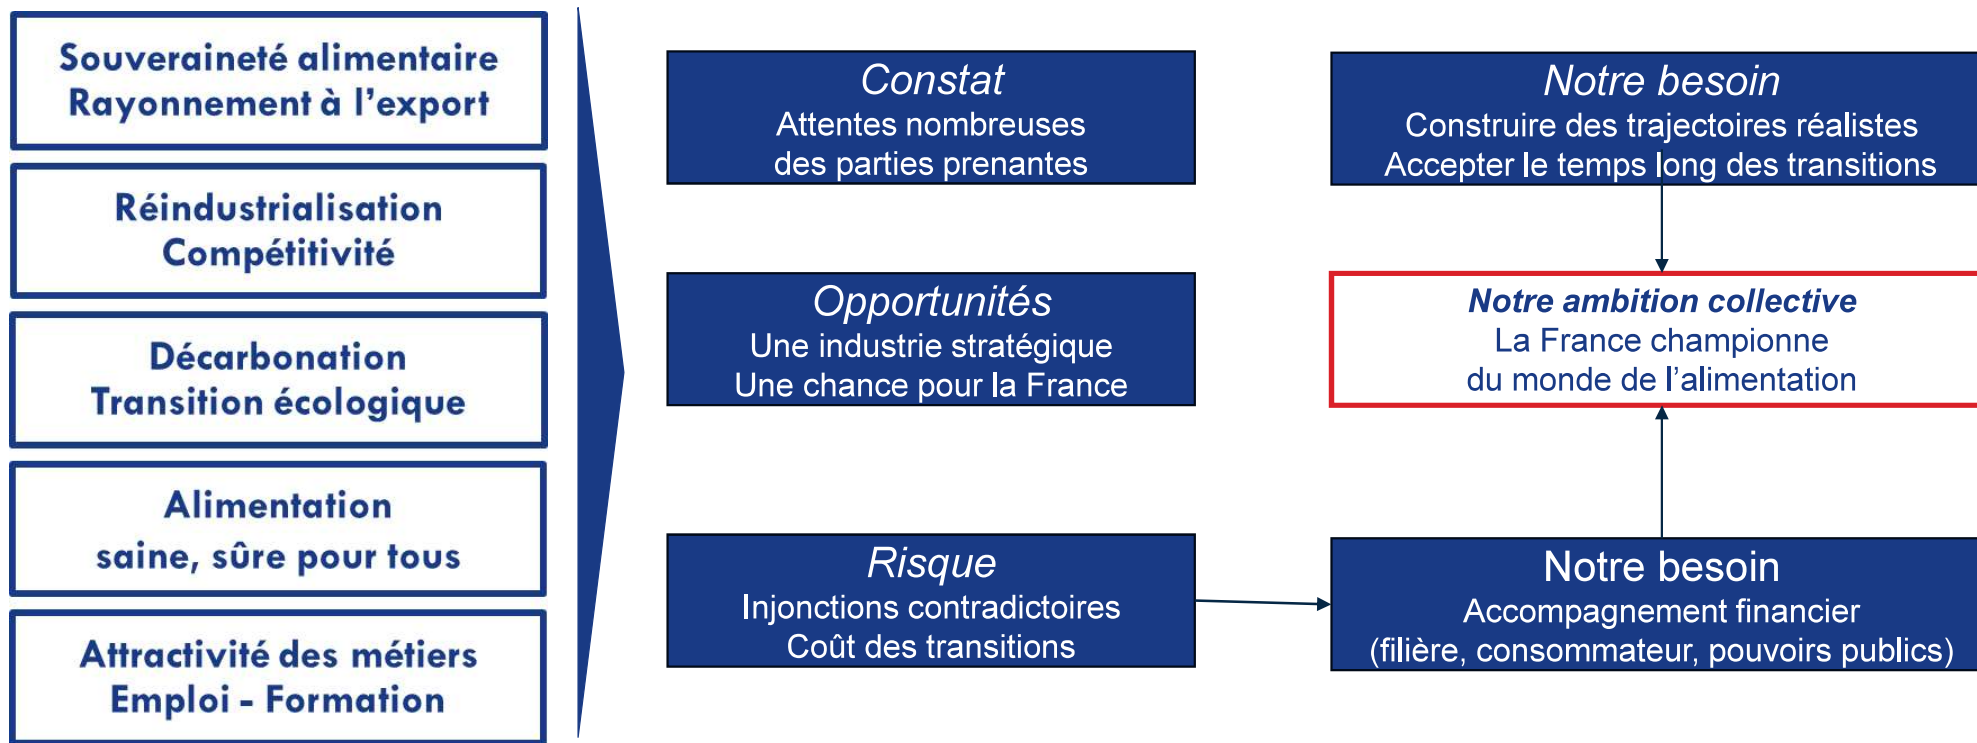 Souveraineté alimentaire
Rayonnement à l'export
Réindustrialisation
Compétitivité
Décarbonation
Transition écologique
Alimentation
saine, sûre pour tous
Attractivité des métiers
Emploi - Formation
Constat
Attentes nombreuses
des parties prenantes
Opportunités
Une industrie stratégique
Une chance pour la France
Risque
Injonctions contradictoires
Coût des transitions
Notre besoin
Construire des trajectoires réalistes
Accepter le temps long des transitions
Notre ambition collective
La France championne
du monde de l'alimentation
Notre besoin
Accompagnement financier
(filière, consommateur, pouvoirs publics)